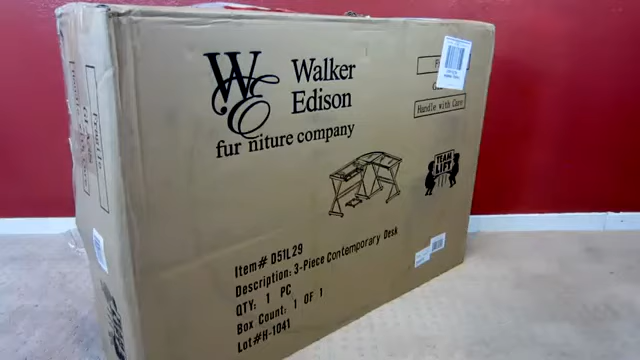 WE
Walker
Edison
fur niture company
Handle with Care
TEAM
LIFT
Item# D51L29
Description: 3-Piece Contemporary Desk
QTY: 1 PC
Box Count: 1 OF 1
Lot#H-1041